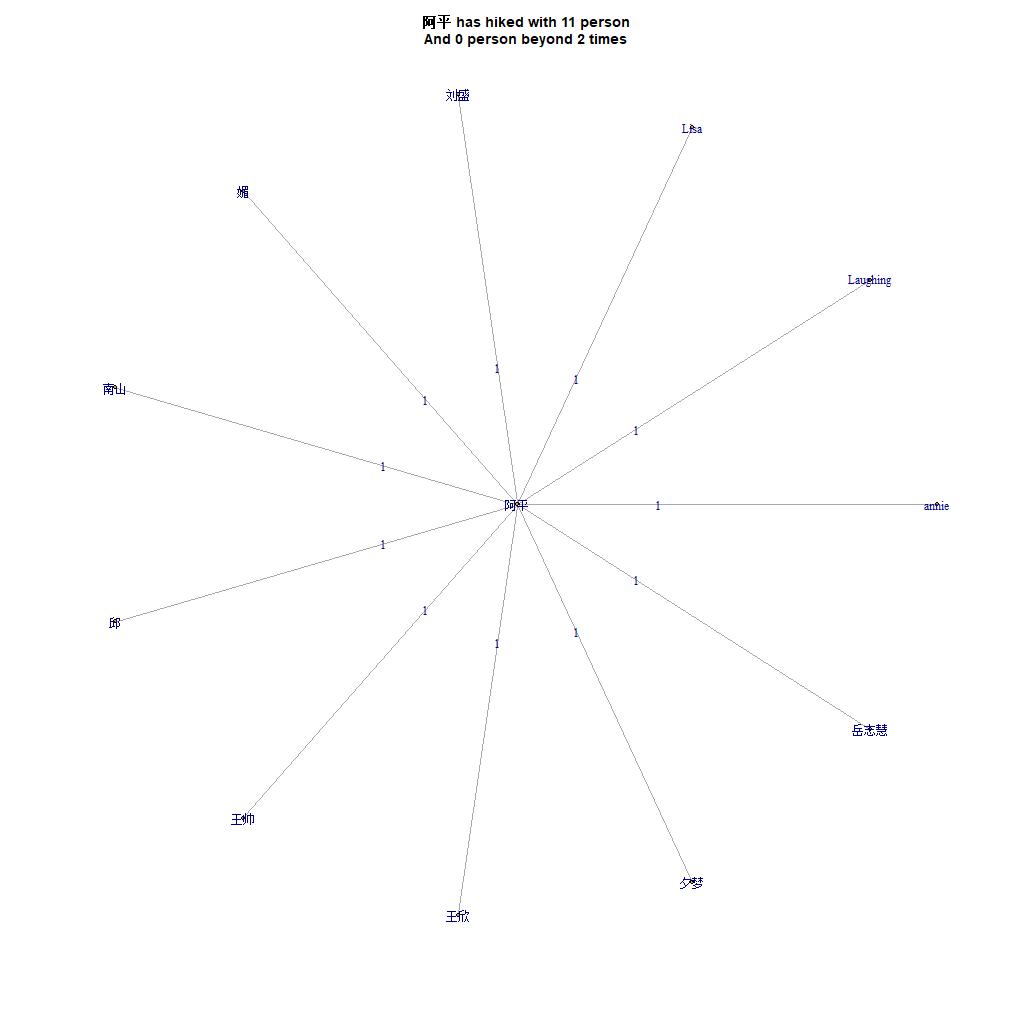 阿平 has hiked with 11 person
And 0 person beyond 2 times
刘盛
Lisa
媚
Laughing
1
1
南山
1
1
1
阿平
1
annie
1
1
1
邱
1
1
岳志慧
王帅
夕梦
王欣